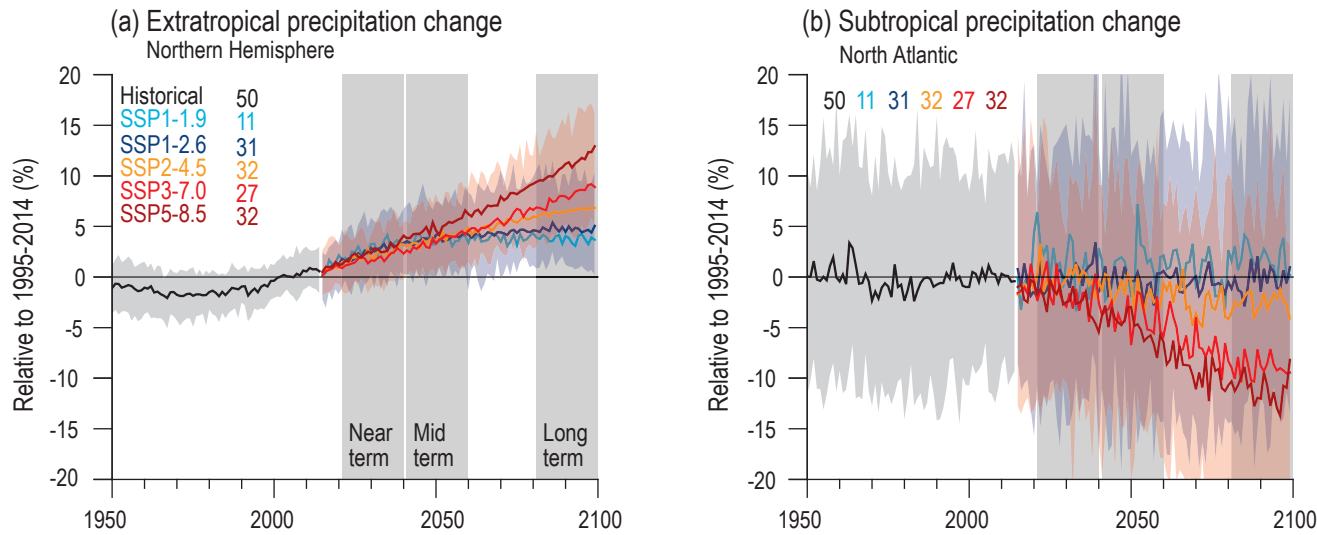 (a) Extratropical precipitation change
Northern Hemisphere
Relative to 1995-2014 (%)
20
15
10
5
0
-5
-10
-15
-20
Historical 50
SSP1-1.9 11
SSP1-2.6 31
SSP2-4.5 32
SSP3-7.0 27
SSP5-8.5 32
Near term
Mid term
Long term
1950 2000 2050 2100
(b) Subtropical precipitation change
North Atlantic
Relative to 1995-2014 (%)
20
15
10
5
0
-5
-10
-15
-20
50 11 31 32 27 32
1950 2000 2050 2100